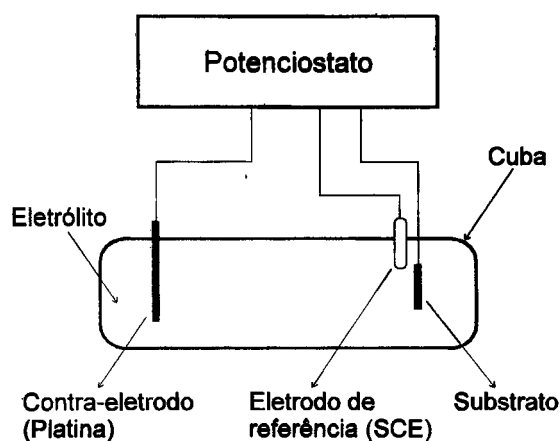 Potenciostato
Cuba
Eletrólito
Contra-eletrodo
(Platina)
Eletrodo de
referência (SCE)
Substrato